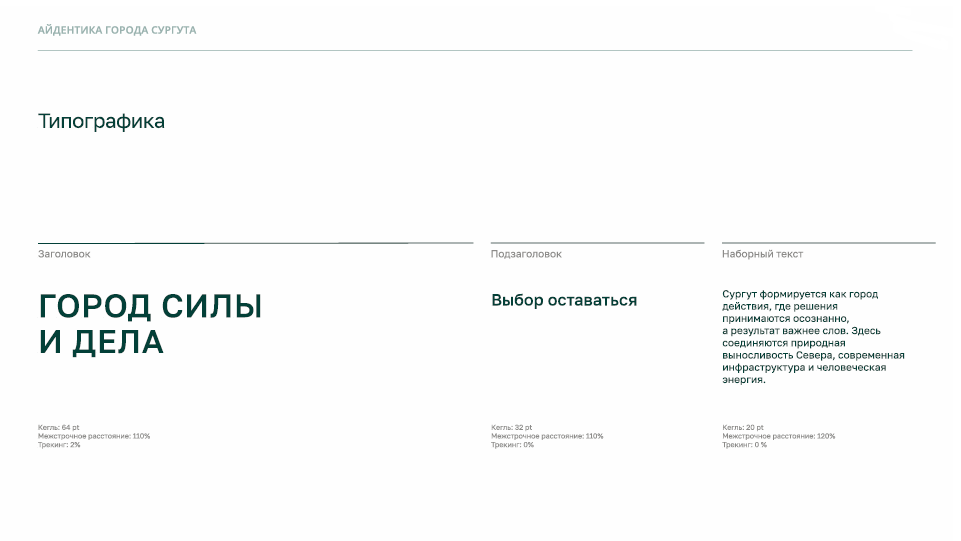 АЙДЕНТИКА ГОРОДА СУРГУТА
Типографика
Заголовок
ГОРОД СИЛЫ
И ДЕЛА
Кегль: 64 pt
Межстрочное расстояние: 110%
Трекинг: 2%
Подзаголовок
Выбор оставаться
Кегль: 32 pt
Межстрочное расстояние: 110%
Трекинг: 0%
Наборный текст
Сургут формируется как город
действия, где решения
принимаются осознанно,
а результат важнее слов. Здесь
соединяются природная
выносливость Севера, современная
инфраструктура и человеческая
энергия.
Кегль: 20 pt
Межстрочное расстояние: 120%
Трекинг: 0 %